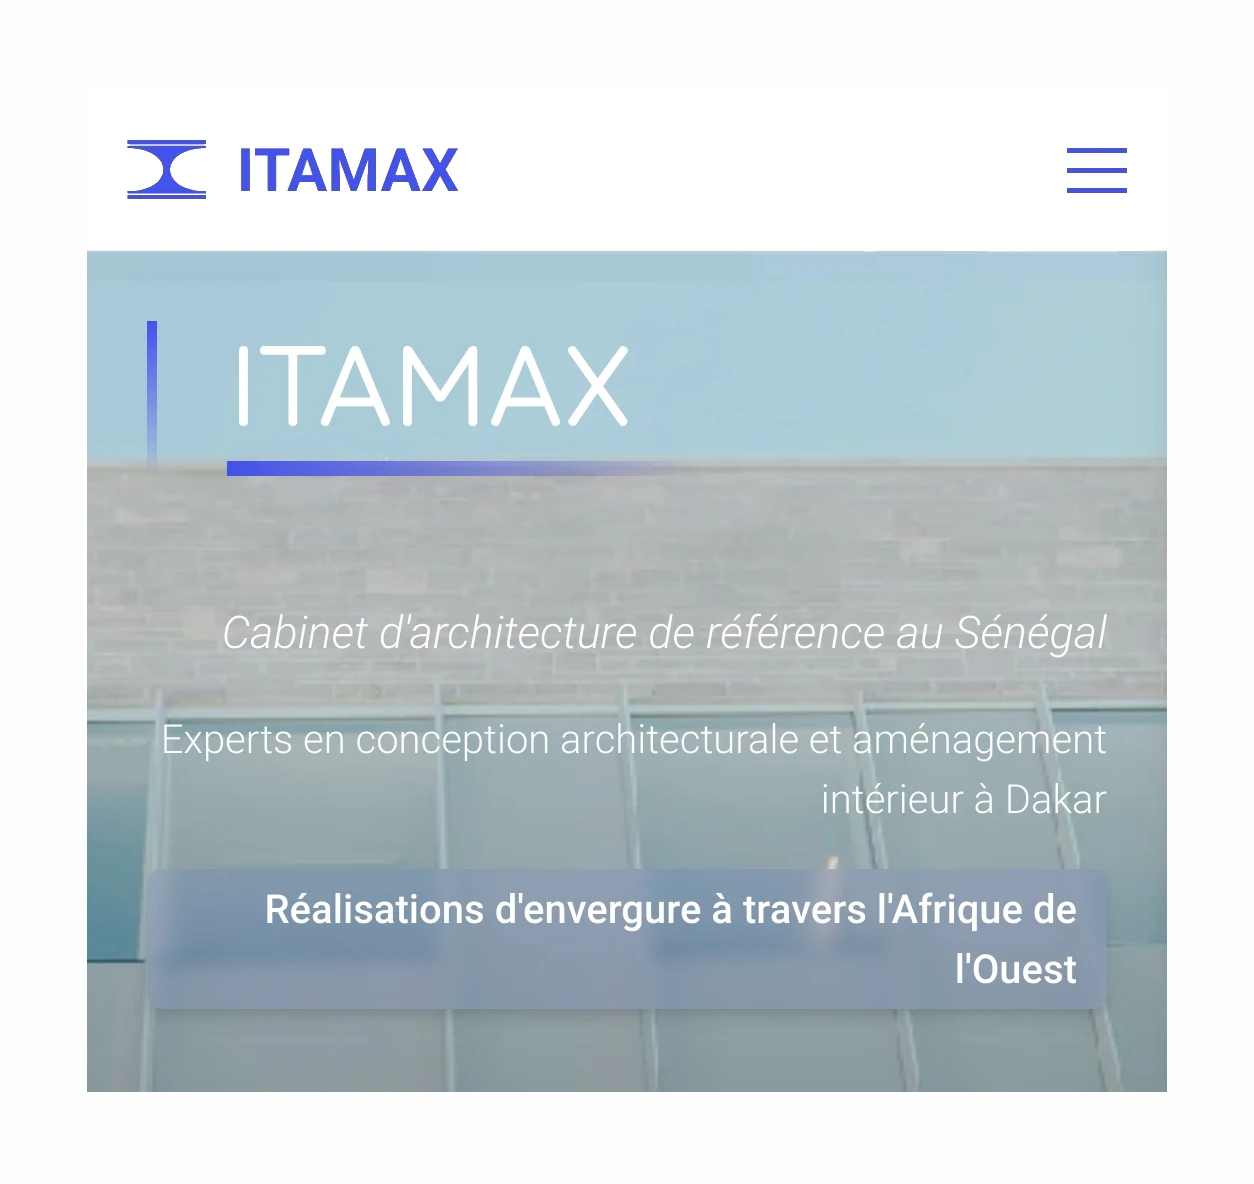 ITAMAX
ITAMAX
Cabinet d'architecture de référence au Sénégal
Experts en conception architecturale et aménagement
intérieur à Dakar
Réalisations d'envergure à travers l'Afrique de
l'Ouest